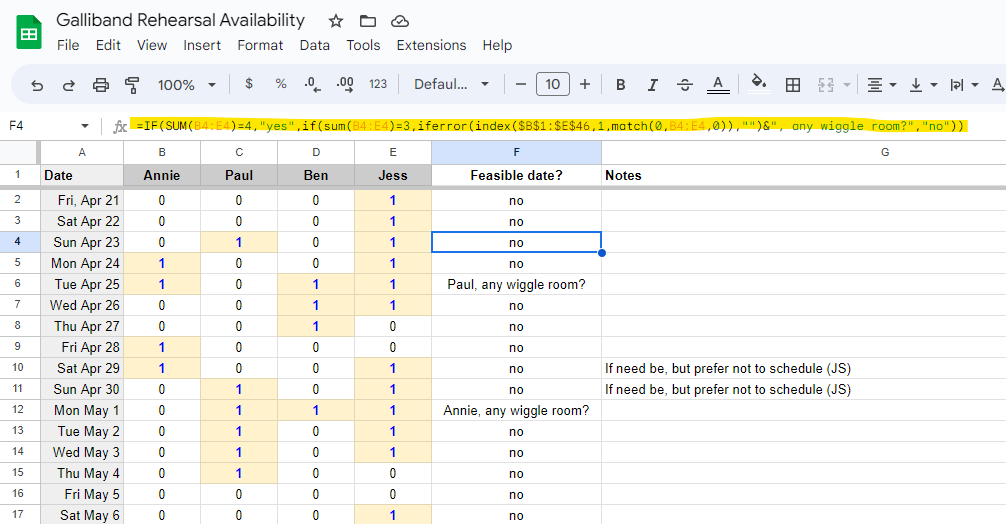 Galliband Rehearsal Availability
File Edit View Insert Format Data Tools Extensions Help
100% $ % .0 .00 123 Defaul... − 10 + B I S A A
F4 fx =IF(SUM(B4:E4)=4,"yes",if(sum(B4:E4)=3,iferror(index($B$1:$E$46,1,match(0,B4:E4,0)),"")&", any wiggle room?","no"))
A B C D E F G
1 Date Annie Paul Ben Jess Feasible date? Notes
2 Fri, Apr 21 0 0 0 1 no
3 Sat Apr 22 0 0 0 1 no
4 Sun Apr 23 0 1 0 1 no
5 Mon Apr 24 1 0 0 1 no
6 Tue Apr 25 1 0 1 1 Paul, any wiggle room?
7 Wed Apr 26 0 0 1 1 no
8 Thu Apr 27 0 0 1 0 no
9 Fri Apr 28 1 0 0 0 no
10 Sat Apr 29 1 0 0 1 no If need be, but prefer not to schedule (JS)
11 Sun Apr 30 0 1 0 1 no If need be, but prefer not to schedule (JS)
12 Mon May 1 0 1 1 1 Annie, any wiggle room?
13 Tue May 2 0 1 0 1 no
14 Wed May 3 0 1 0 1 no
15 Thu May 4 0 1 0 0 no
16 Fri May 5 0 0 0 0 no
17 Sat May 6 0 0 0 1 no